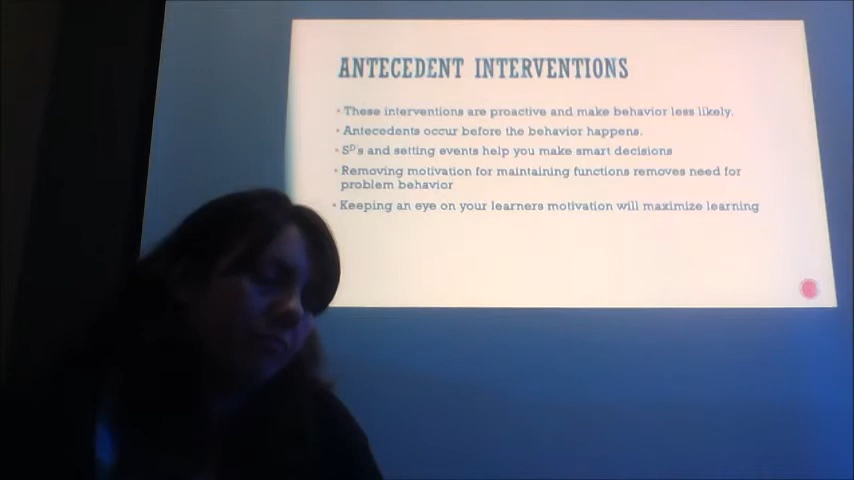 ANTECEDENT INTERVENTIONS
• These interventions are proactive and make behavior less likely.
• Antecedents occur before the behavior happens.
• Sᴰ's and setting events help you make smart decisions
• Removing motivation for maintaining functions removes need for
problem behavior
• Keeping an eye on your learners motivation will maximize learning